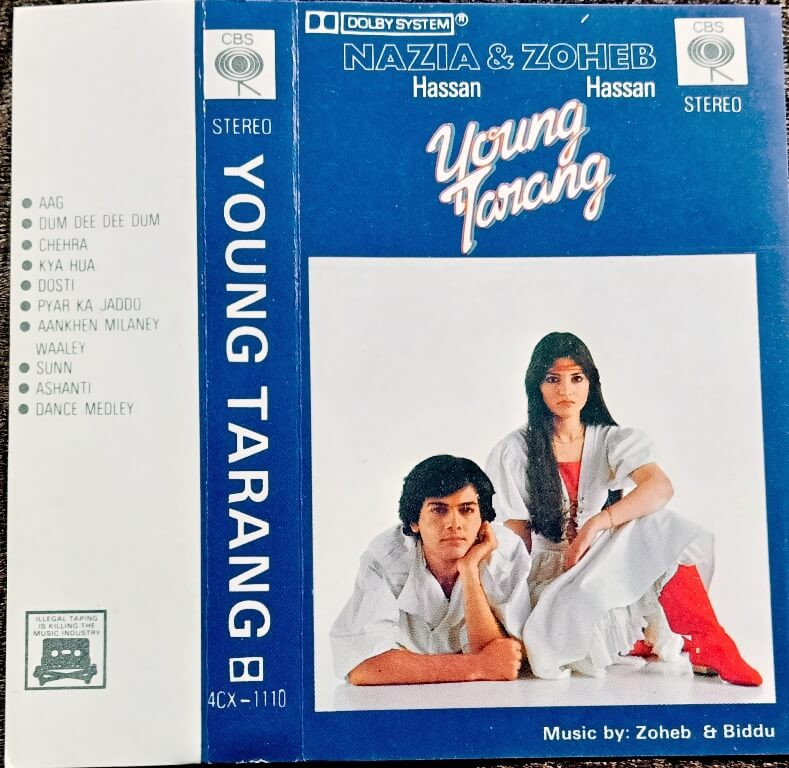 AAG
DUM DEE DEE DUM
CHEHRA
KYA HUA
DOSTI
PYAR KA JADDO
AANKHEN MILANEY
WAALEY
SUNN
ASHANTI
DANCE MEDLEY
ILLEGAL TAPING
IS KILLING THE
MUSIC INDUSTRY
CBS
STEREO
YOUNG TARANG
4CX-1110
DOLBY SYSTEM®
NAZIA & ZOHEB
Hassan Hassan
CBS
STEREO
Young
Tarang
Music by: Zoheb & Biddu